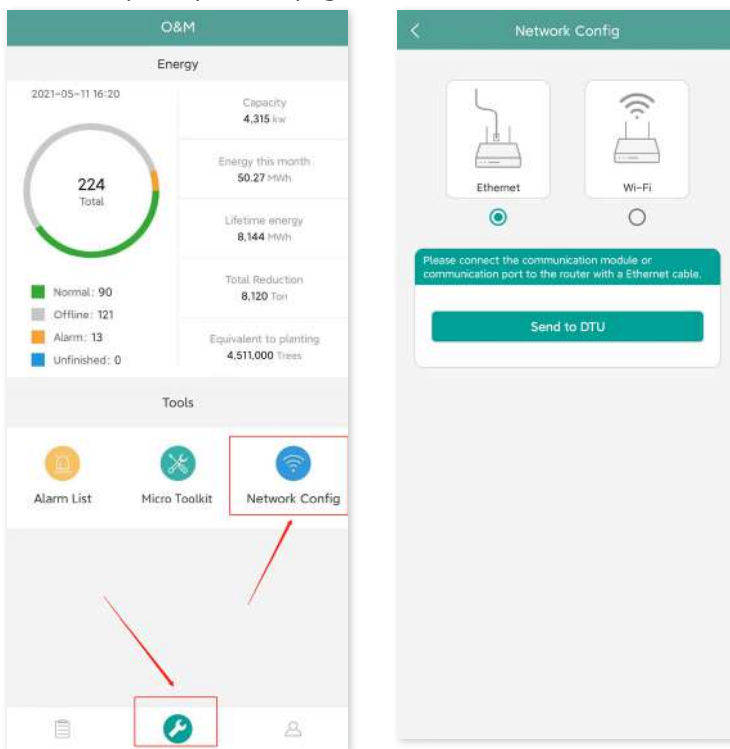 O&M
Energy
2021-05-11 16:20
224
Total
Normal: 90
Offline: 121
Alarm: 13
Unfinished: 0
Capacity
4,315 kw
Energy this month
50.27 MWh
Lifetime energy
8,144 MWh
Total Reduction
8,120 Ton
Equivalent to planting
4,511,000 Trees
Tools
Alarm List
Micro Toolkit
Network Config
Network Config
Ethernet
Wi-Fi
Please connect the communication module or
communication port to the router with a Ethernet cable.
Send to DTU